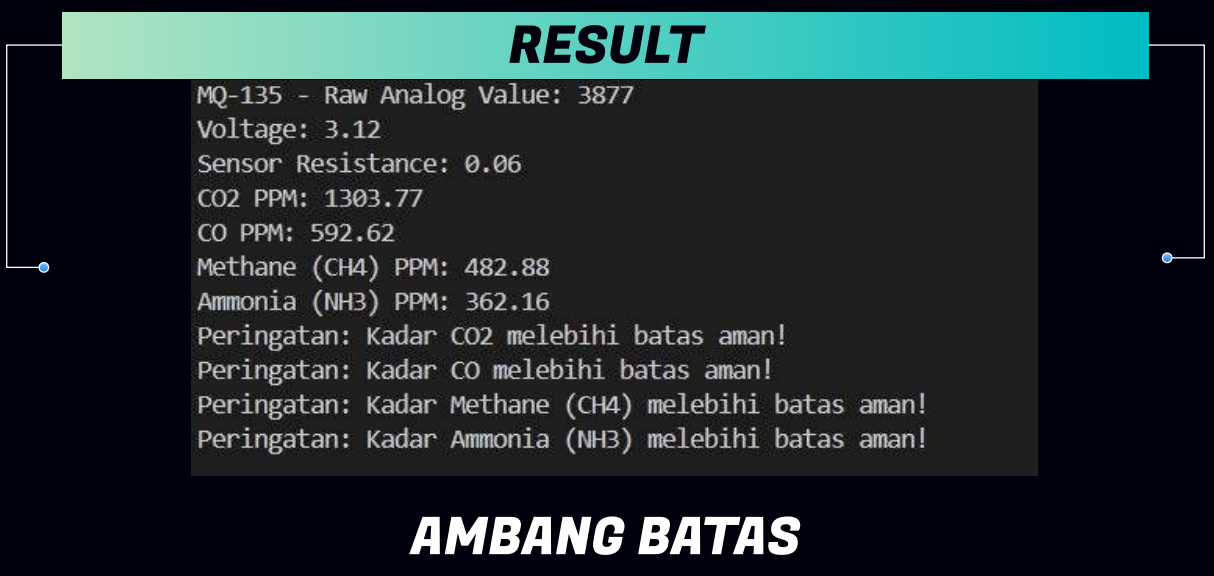 RESULT
MQ-135 - Raw Analog Value: 3877
Voltage: 3.12
Sensor Resistance: 0.06
CO2 PPM: 1303.77
CO PPM: 592.62
Methane (CH4) PPM: 482.88
Ammonia (NH3) PPM: 362.16
Peringatan: Kadar CO2 melebihi batas aman!
Peringatan: Kadar CO melebihi batas aman!
Peringatan: Kadar Methane (CH4) melebihi batas aman!
Peringatan: Kadar Ammonia (NH3) melebihi batas aman!
AMBANG BATAS